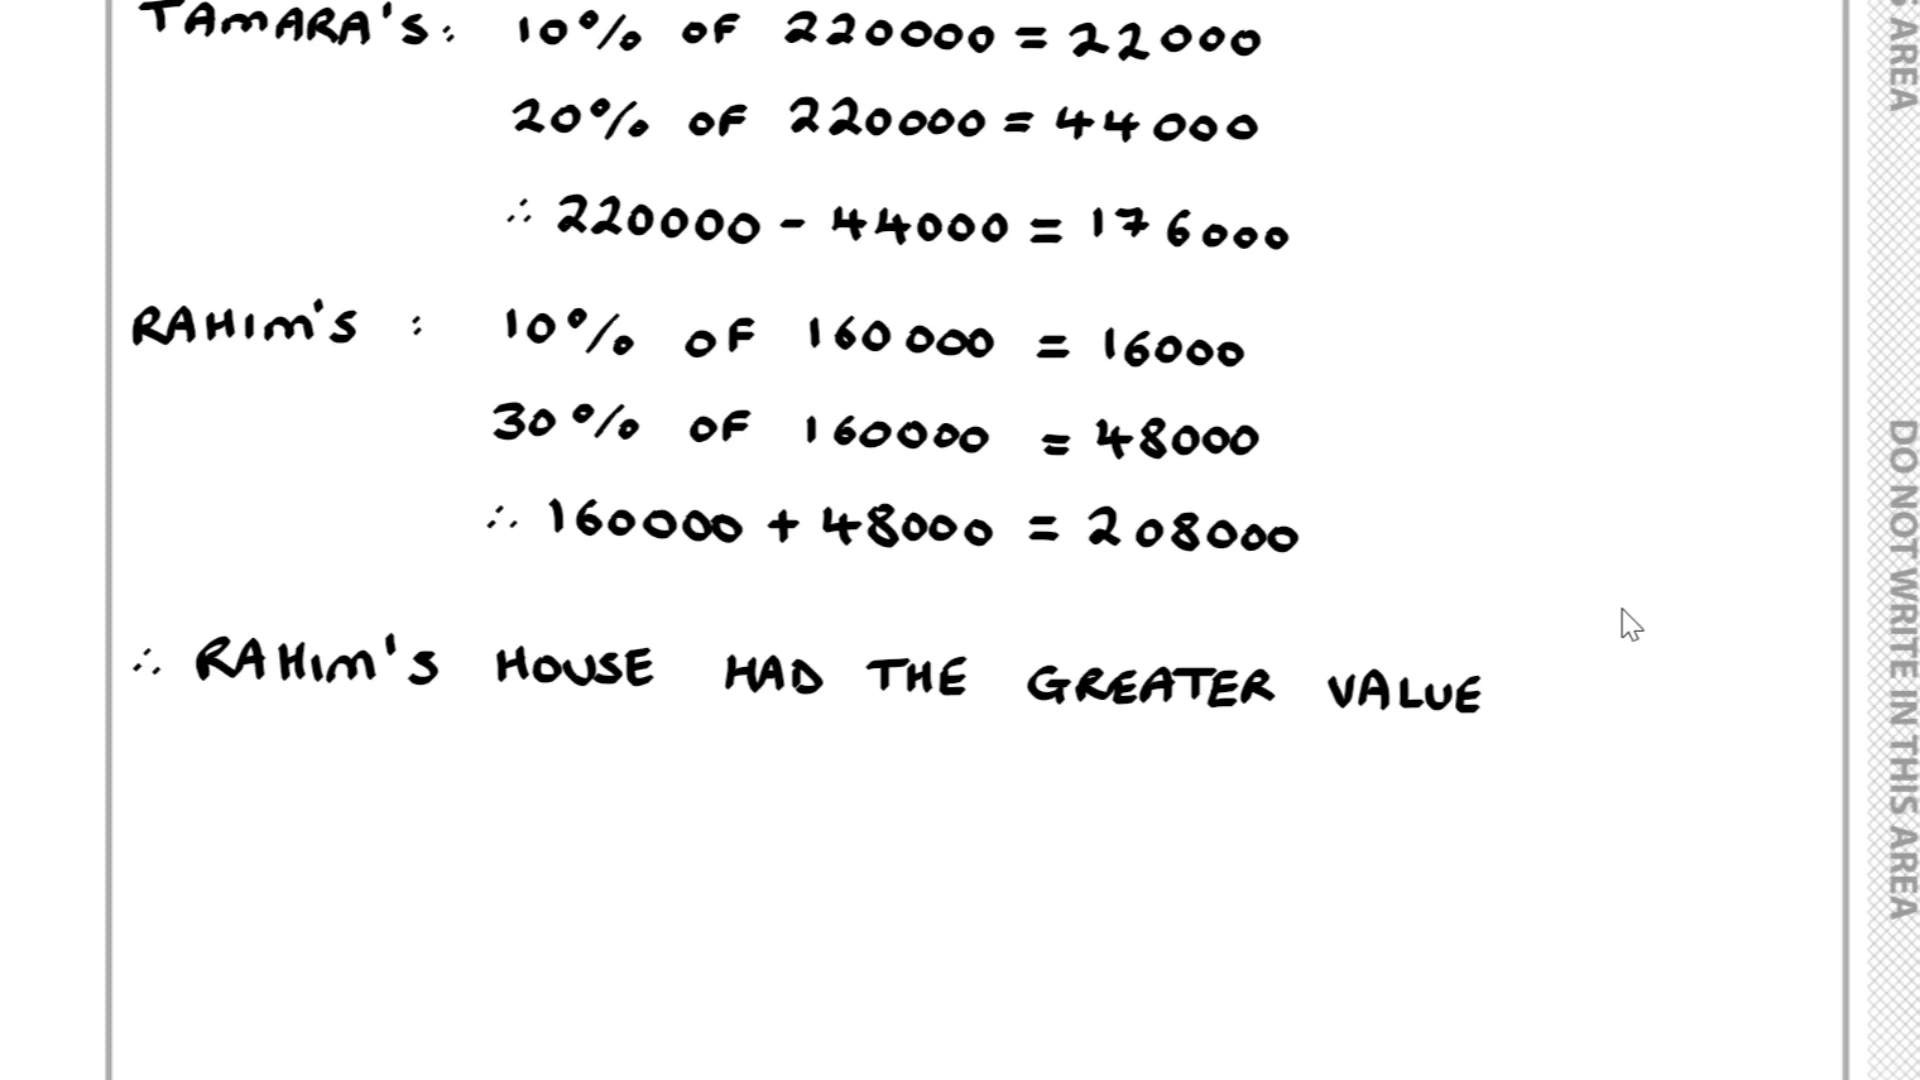 TAMARA'S: 10% OF 220000 = 22000
20% OF 220000 = 44000
∴ 220000 - 44000 = 176000
RAHIM'S : 10% OF 160000 = 16000
30% OF 160000 = 48000
∴ 160000 + 48000 = 208000
∴ RAHIM'S HOUSE HAD THE GREATER VALUE
AREA
DO NOT WRITE IN THIS AREA